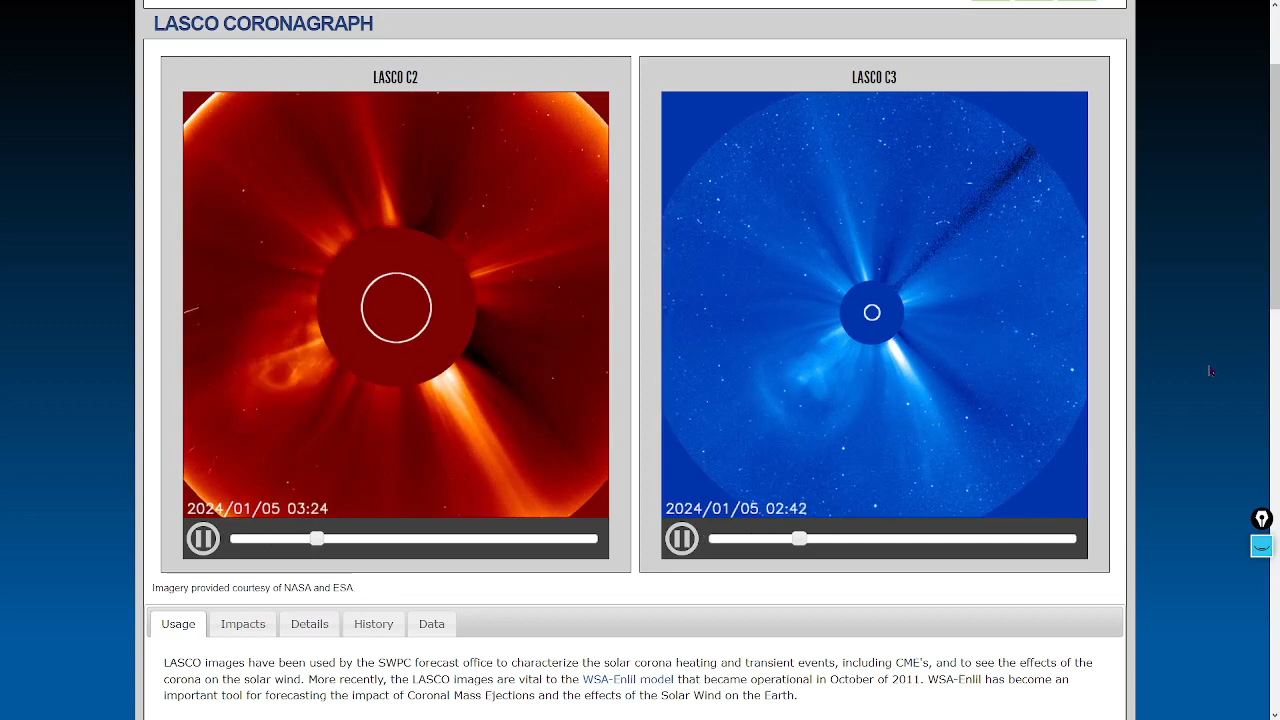 LASCO CORONAGRAPH
LASCO C2
LASCO C3
2024/01/05 03:24
2024/01/05 02:42
Imagery provided courtesy of NASA and ESA.
Usage
Impacts
Details
History
Data
LASCO images have been used by the SWPC forecast office to characterize the solar corona heating and transient events, including CME's, and to see the effects of the
corona on the solar wind. More recently, the LASCO images are vital to the WSA-Enlil model that became operational in October of 2011. WSA-Enlil has become an
important tool for forecasting the impact of Coronal Mass Ejections and the effects of the Solar Wind on the Earth.